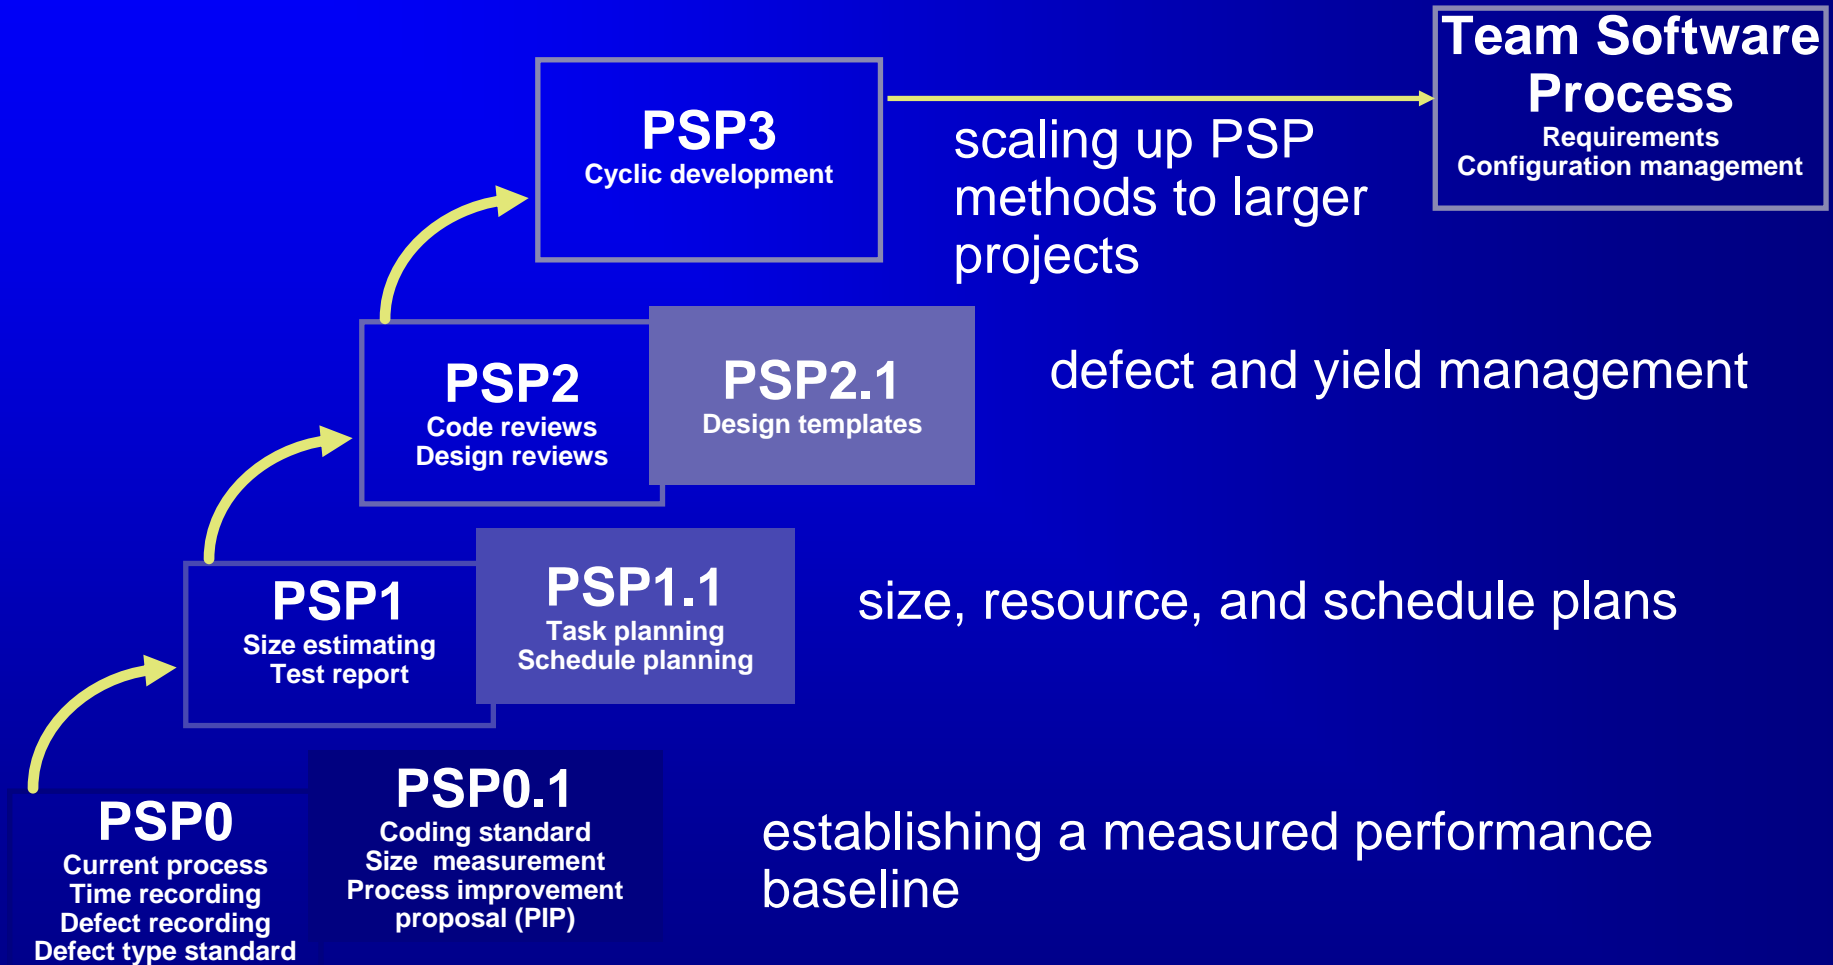 Team Software
Process
Requirements
Configuration management
PSP3
Cyclic development
scaling up PSP
methods to larger
projects
PSP2
Code reviews
Design reviews
PSP2.1
Design templates
defect and yield management
PSP1
Size estimating
Test report
PSP1.1
Task planning
Schedule planning
size, resource, and schedule plans
PSP0
Current process
Time recording
Defect recording
Defect type standard
PSP0.1
Coding standard
Size measurement
Process improvement
proposal (PIP)
establishing a measured performance
baseline